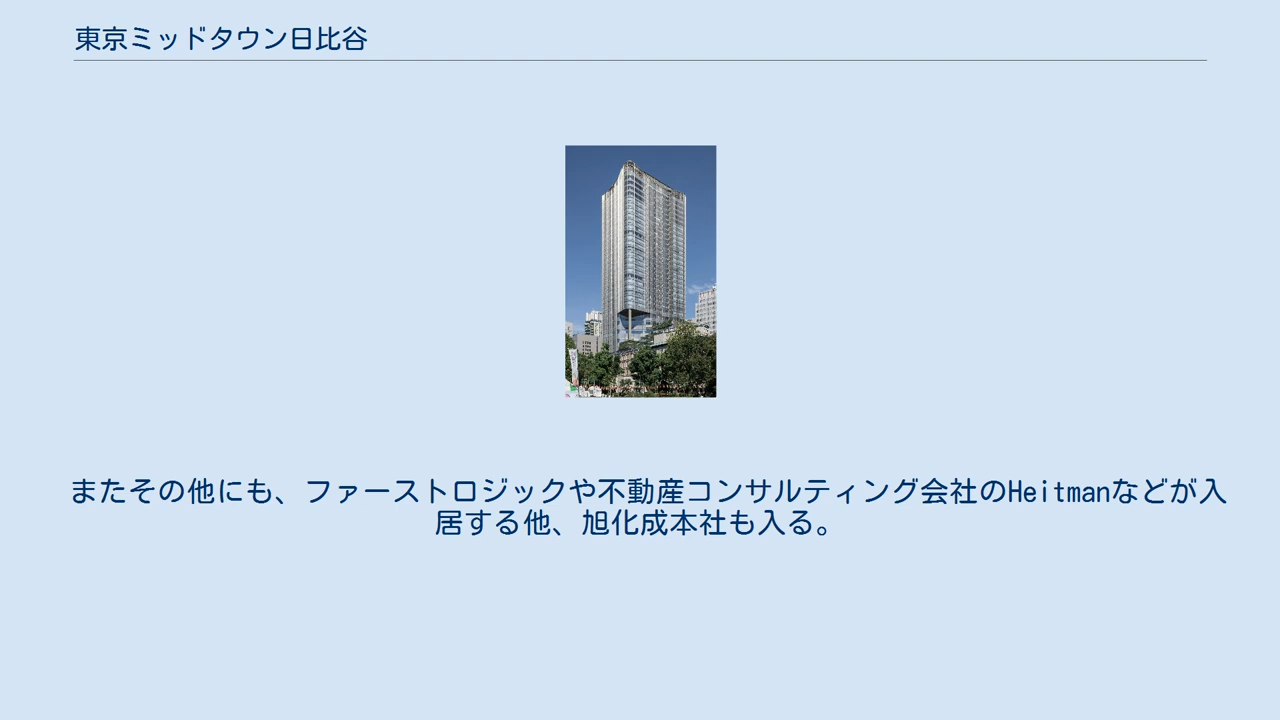 東京ミッドタウン日比谷
またその他にも、ファーストロジックや不動産コンサルティング会社のHeitmanなどが入
居する他、旭化成本社も入る。